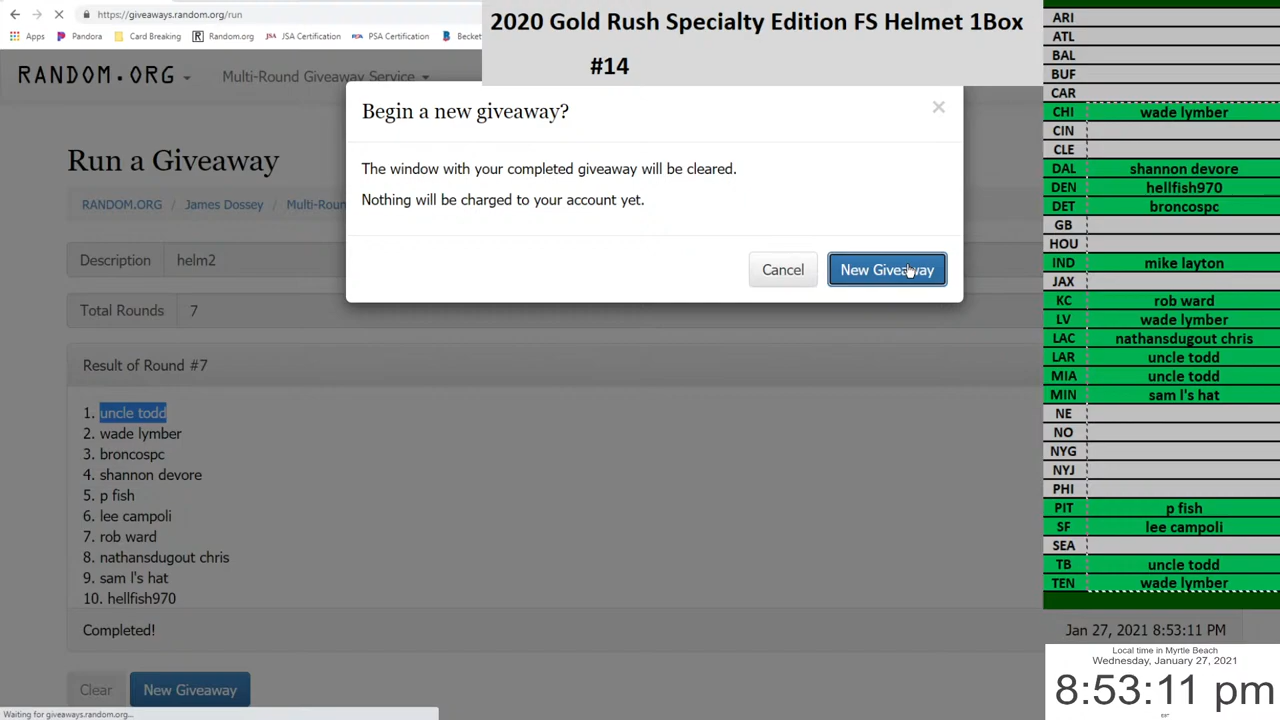 https://giveaways.random.org/run
Apps Pandora Card Breaking Random.org JSA Certification PSA Certification Becket
2020 Gold Rush Specialty Edition FS Helmet 1Box
#14
RANDOM.ORG Multi-Round Giveaway Service
Begin a new giveaway? ×
The window with your completed giveaway will be cleared.
Nothing will be charged to your account yet.
Cancel New Giveaway
Run a Giveaway
RANDOM.ORG / James Dossey / Multi-Roun
Description helm2
Total Rounds 7
Result of Round #7
1. uncle todd
2. wade lymber
3. broncospc
4. shannon devore
5. p fish
6. lee campoli
7. rob ward
8. nathansdugout chris
9. sam l's hat
10. hellfish970
Completed! Jan 27, 2021 8:53:11 PM
Clear New Giveaway
Waiting for giveaways.random.org...
ARI
ATL
BAL
BUF
CAR
CHI wade lymber
CIN
CLE
DAL shannon devore
DEN hellfish970
DET broncospc
GB
HOU
IND mike layton
JAX
KC rob ward
LV wade lymber
LAC nathansdugout chris
LAR uncle todd
MIA uncle todd
MIN sam l's hat
NE
NO
NYG
NYJ
PHI
PIT p fish
SF lee campoli
SEA
TB uncle todd
TEN wade lymber
Local time in Myrtle Beach
Wednesday, January 27, 2021
8:53:11 pm